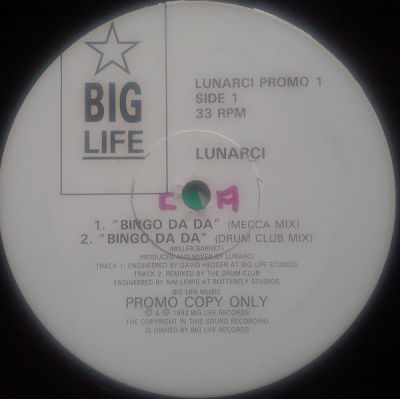 BIG
LIFE
LUNARCI PROMO 1
SIDE 1
33 RPM
LUNARCI
C A
1. "BINGO DA DA" (MECCA MIX)
2. "BINGO DA DA" (DRUM CLUB MIX)
(MILLER/BARNET)
PRODUCED AND MIXED BY LUNARCI
TRACK 1: ENGINEERED BY DAVID HEDGER AT BIG LIFE STUDIOS
TRACK 2: REMIXED BY THE DRUM CLUB
ENGINEERED BY KIM LEWIS AT BUTTERFLY STUDIOS
BIG LIFE MUSIC
PROMO COPY ONLY
℗ & © 1992 BIG LIFE RECORDS
THE COPYRIGHT IN THIS SOUND RECORDING
IS OWNED BY BIG LIFE RECORDS